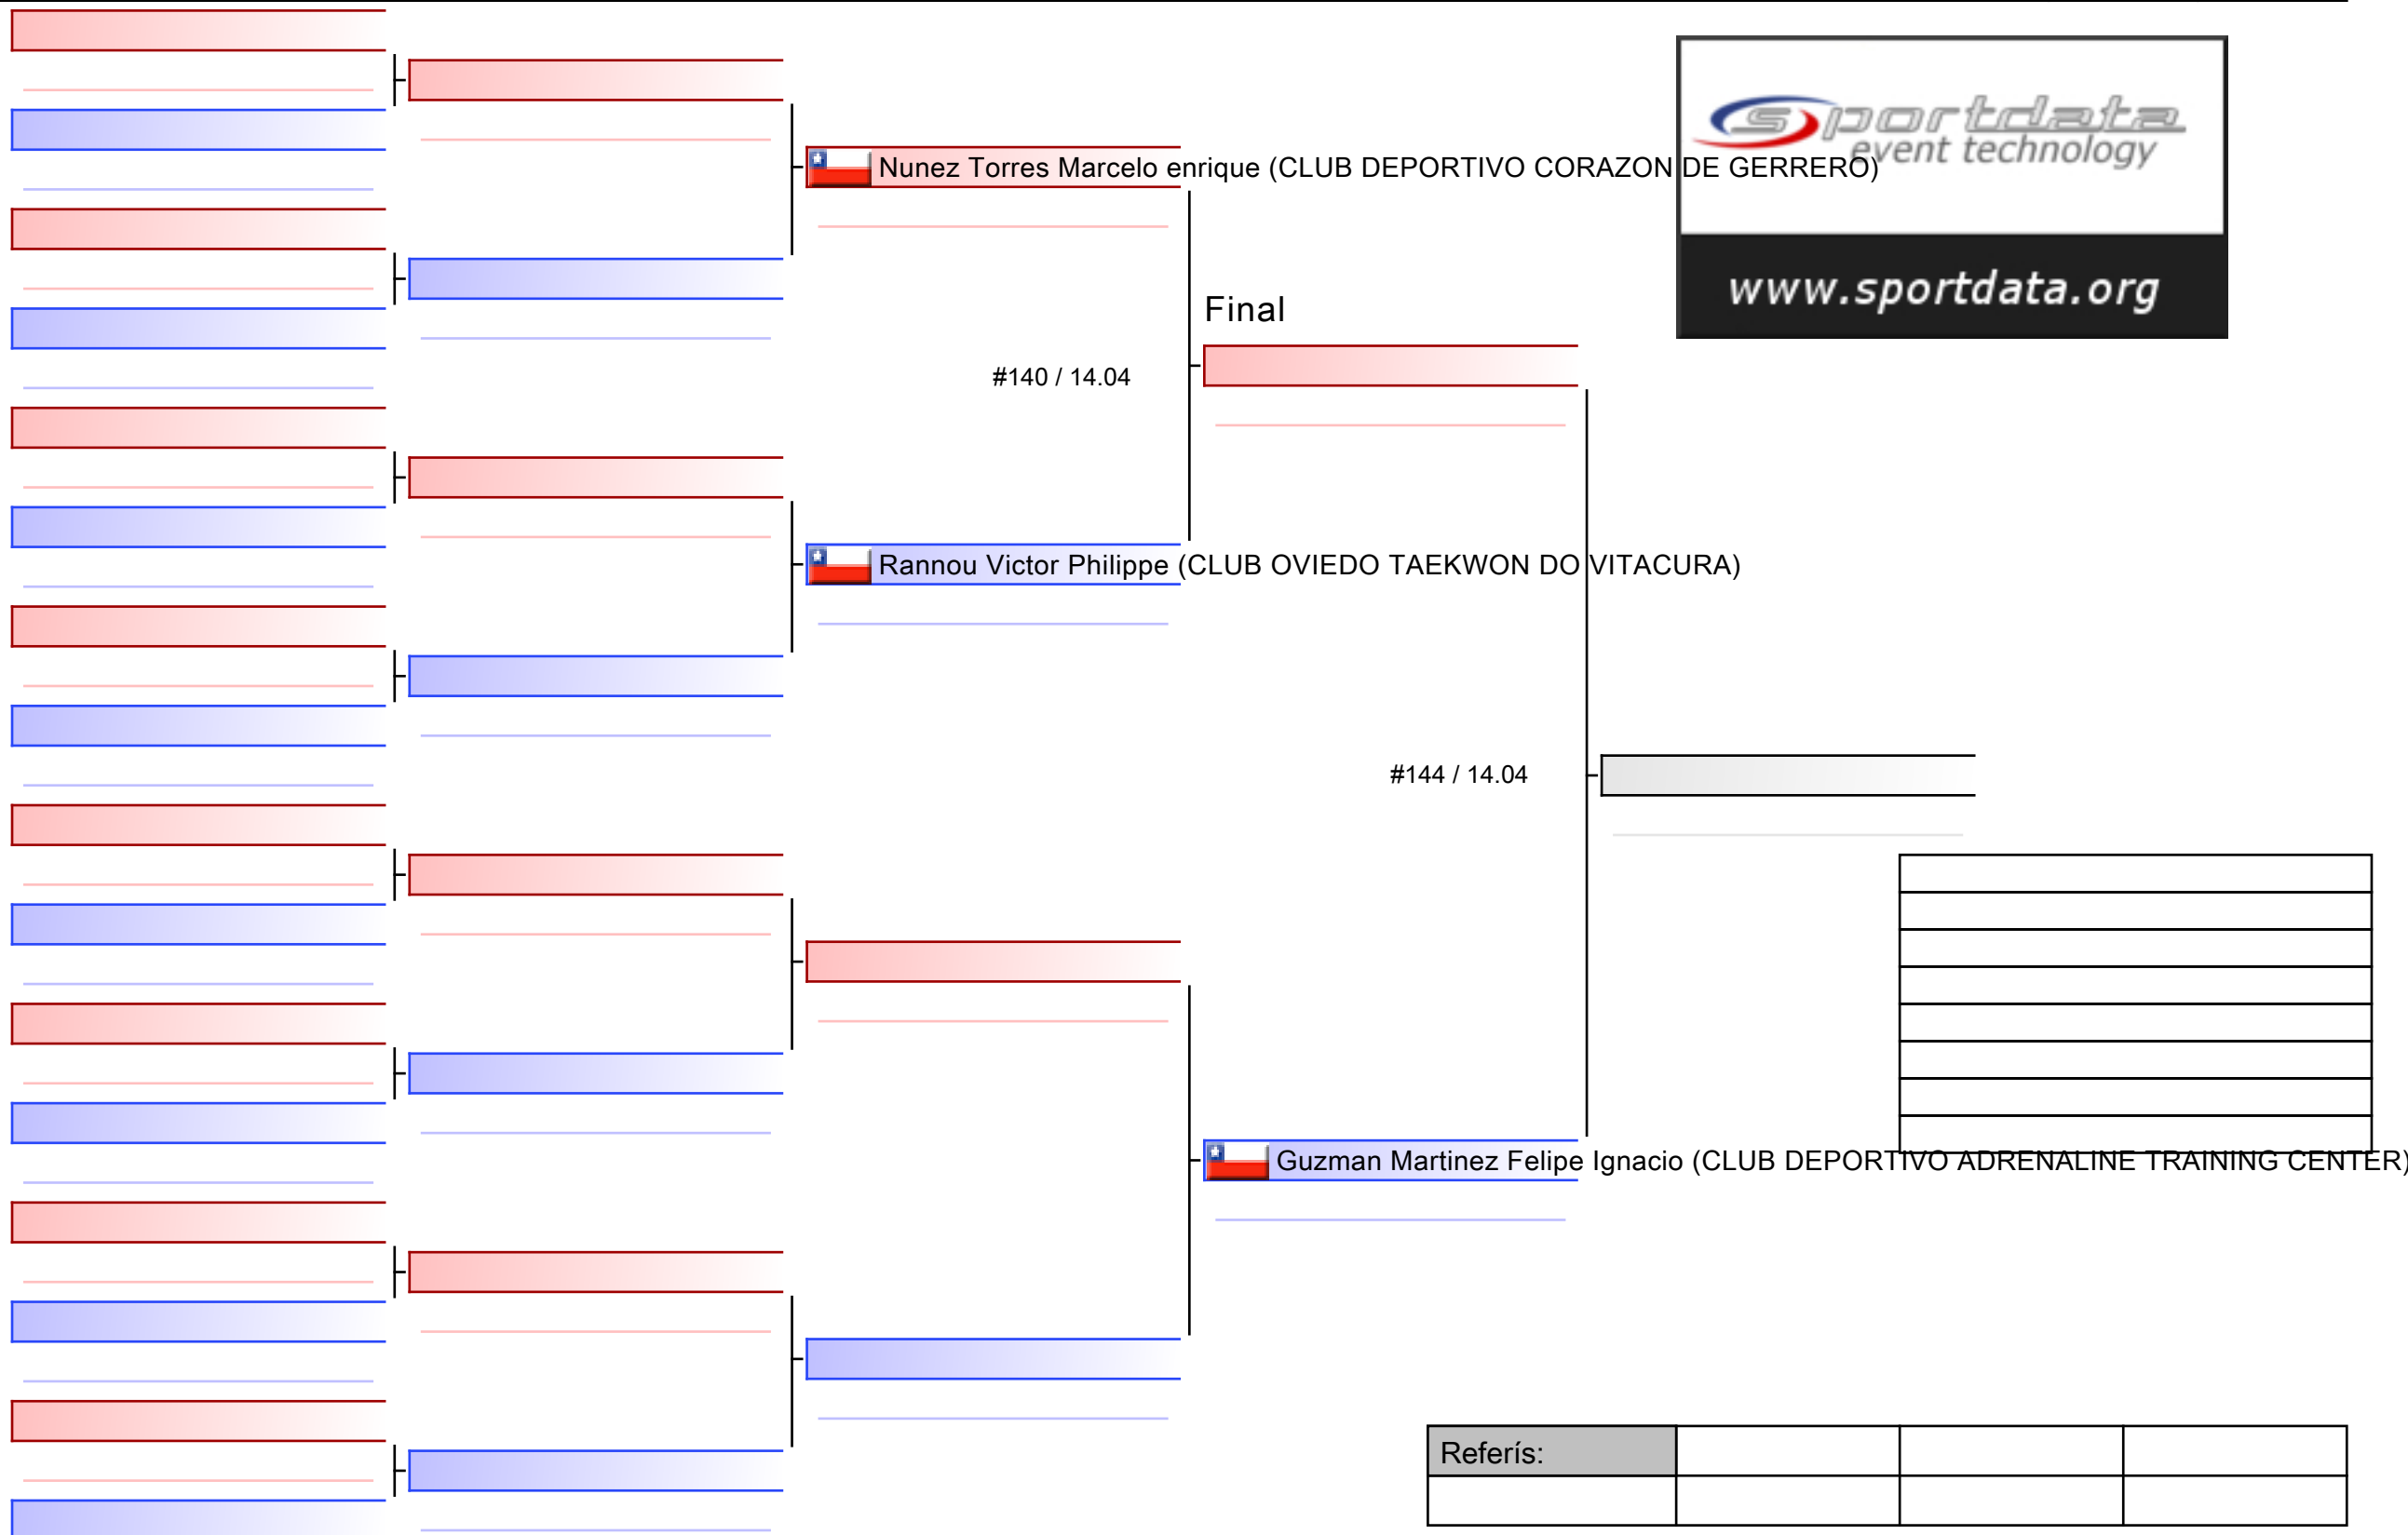 sportdata
event technology
www.sportdata.org
Nunez Torres Marcelo enrique (CLUB DEPORTIVO CORAZON DE GERRERO)
Final
#140 / 14.04
Rannou Victor Philippe (CLUB OVIEDO TAEKWON DO VITACURA)
#144 / 14.04
Guzman Martinez Felipe Ignacio (CLUB DEPORTIVO ADRENALINE TRAINING CENTER)
Referís: